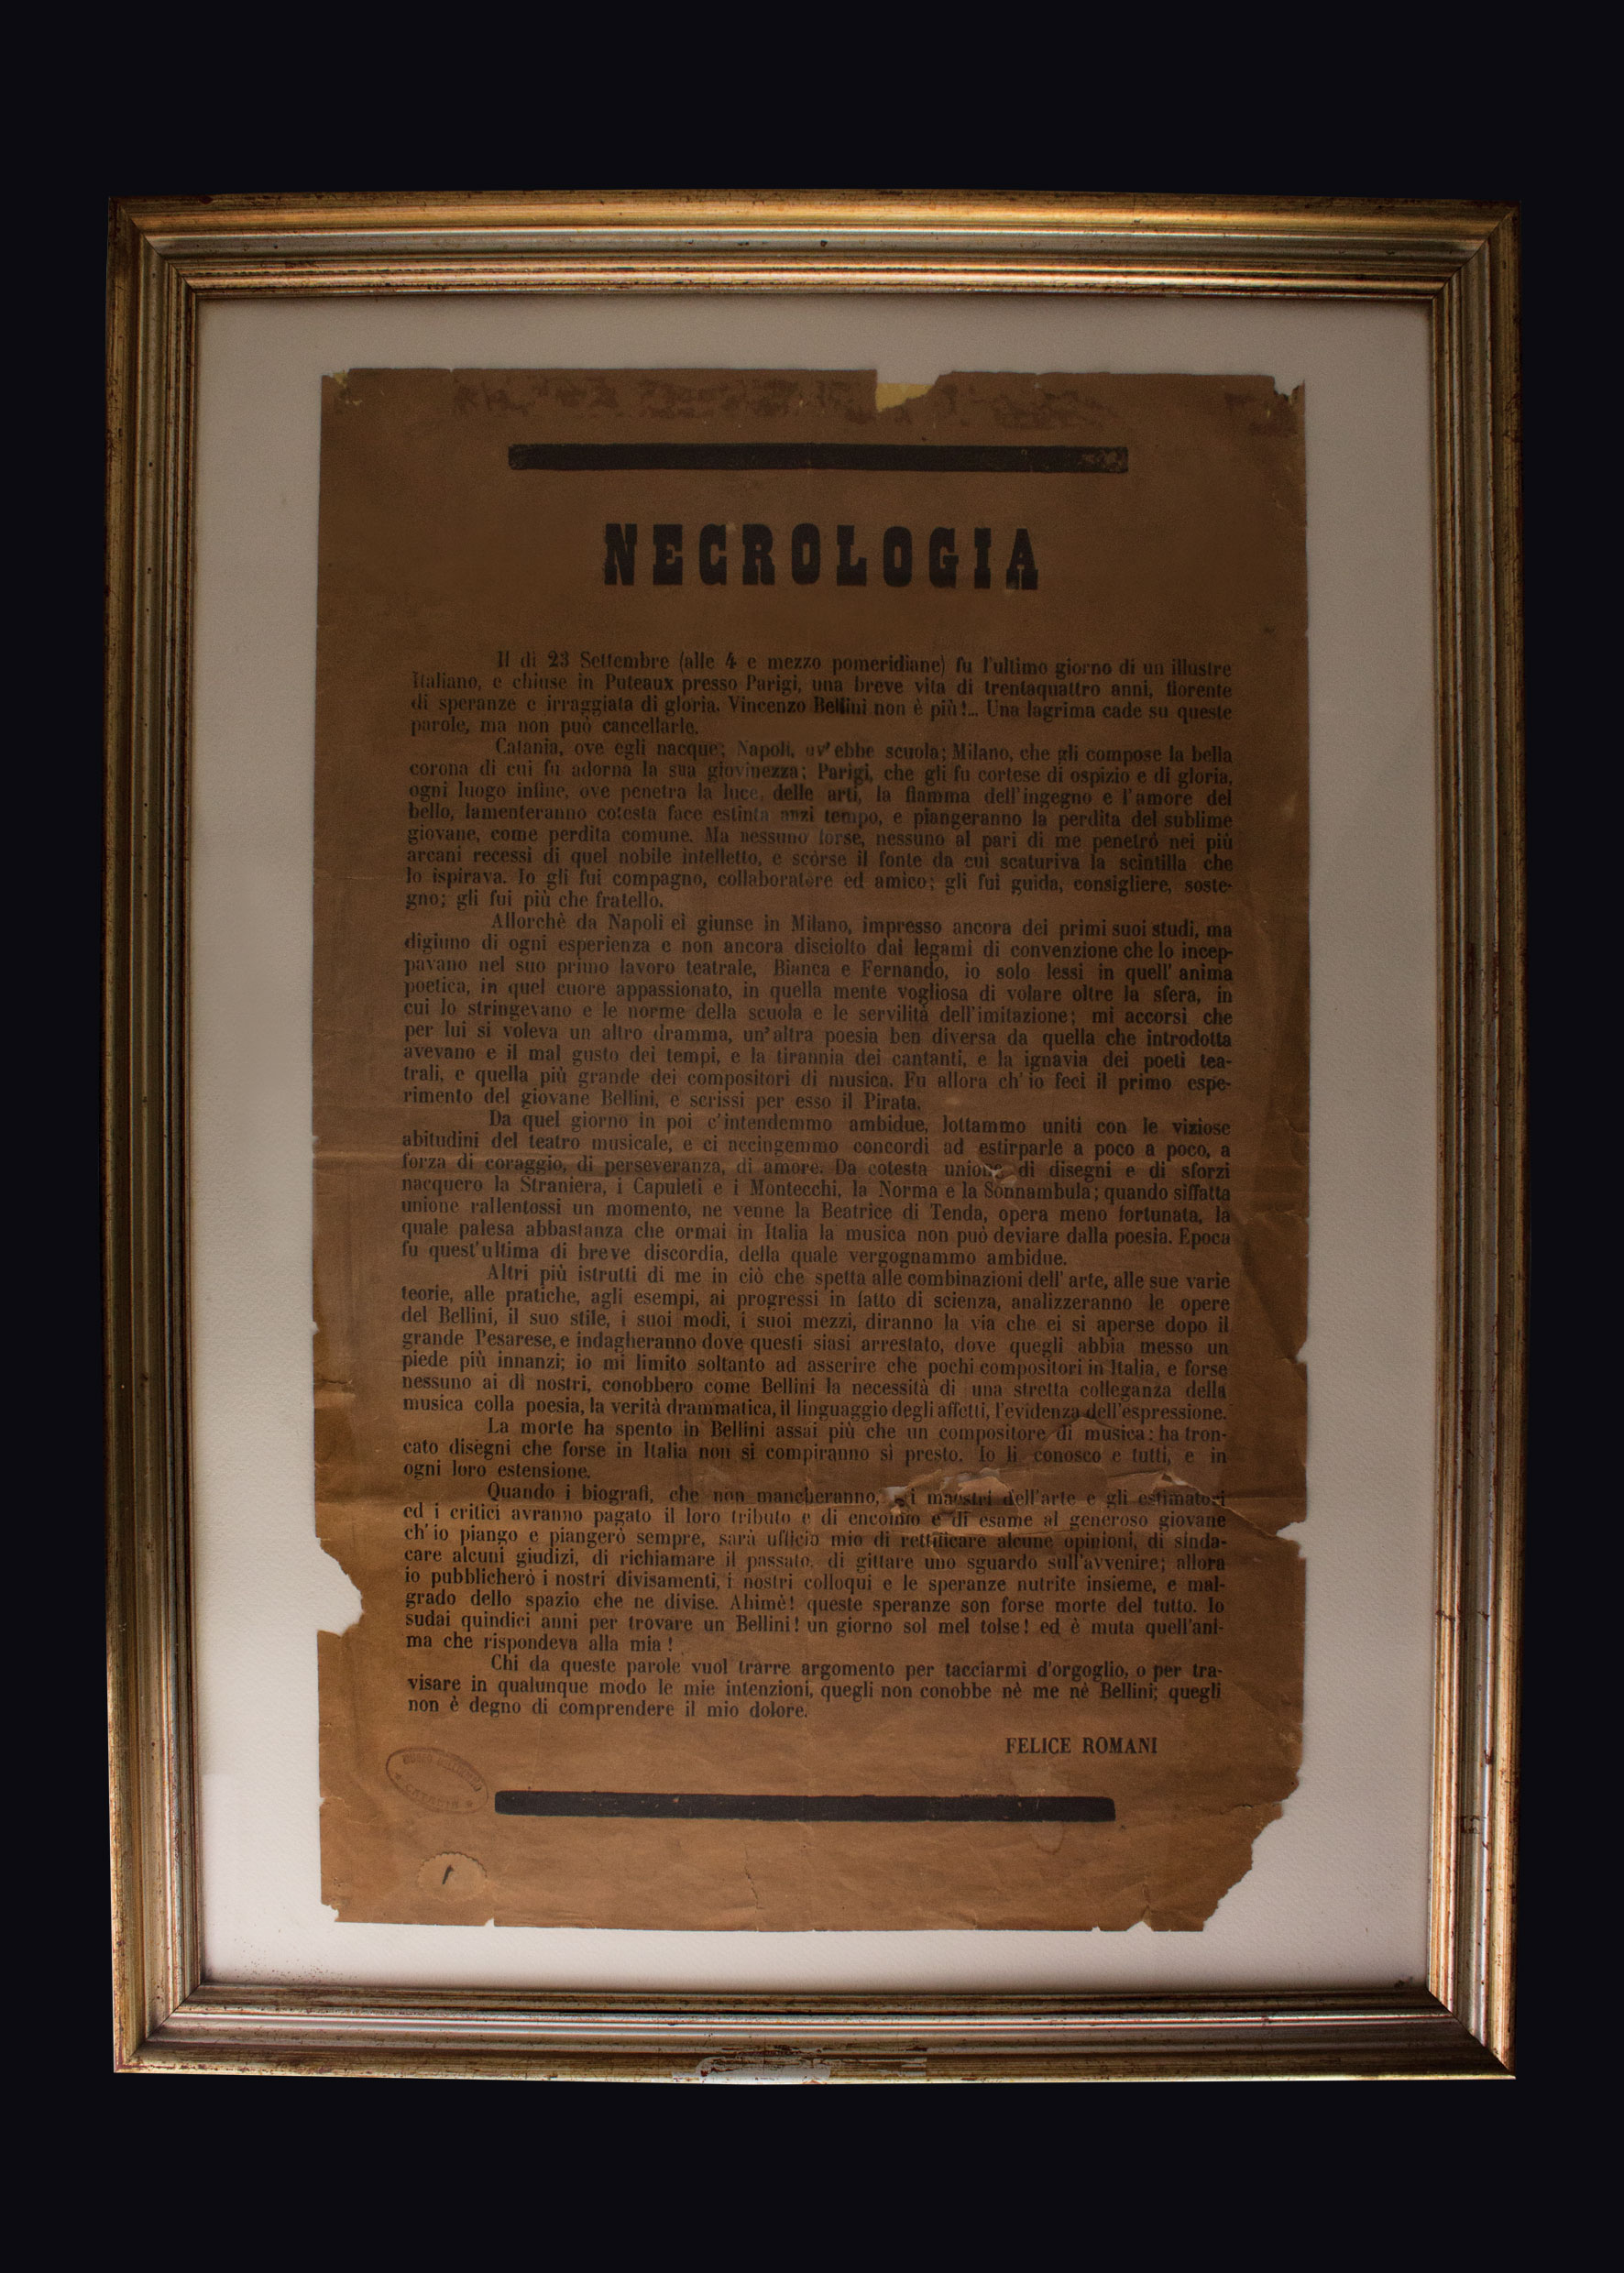 NECROLOGIA
Il di 23 Settembre (alle 4 e mezzo pomeridiane) fu l'ultimo giorno di un illustre
Italiano, e chiuse in Puteaux presso Parigi, una breve vita di trentaquattro anni, fiorente
di speranze e irraggiata di gloria. Vincenzo Bellini non è più!... Una lagrima cade su queste
parole, ma non può cancellarle.
Catania, ove egli nacque; Napoli, ov'ebbe scuola; Milano, che gli compose la bella
corona di cui fu adorna la sua giovinezza; Parigi, che gli fu cortese di ospizio e di gloria,
ogni luogo infine, ove penetra la luce delle arti, la fiamma dell'ingegno e l'amore del
bello, lamenteranno cotesta face estinta anzi tempo, e piangeranno la perdita del sublime
giovane, come perdita comune. Ma nessuno forse, nessuno al pari di me penetrò nei più
arcani recessi di quel nobile intelletto, e scòrse il fonte da cui scaturiva la scintilla che
lo ispirava. Io gli fui compagno, collaboratore ed amico; gli fui guida, consigliere, soste-
gno; gli fui più che fratello.
Allorchè da Napoli ei giunse in Milano, impresso ancora dei primi suoi studi, ma
digiuno di ogni esperienza e non ancora disciolto dai legami di convenzione che lo incep-
pavano nel suo primo lavoro teatrale, Bianca e Fernando, io solo lessi in quell' anima
poetica, in quel cuore appassionato, in quella mente vogliosa di volare oltre la sfera, in
cui lo stringevano e le norme della scuola e le servilità dell'imitazione; mi accorsi che
per lui si voleva un altro dramma, un'altra poesia ben diversa da quella che introdotta
avevano e il mal gusto dei tempi, e la tirannia dei cantanti, e la ignavia dei poeti tea-
trali, e quella più grande dei compositori di musica. Fu allora ch' io feci il primo espe-
rimento del giovane Bellini, e scrissi per esso il Pirata.
Da quel giorno in poi c'intendemmo ambidue, lottammo uniti con le viziose
abitudini del teatro musicale, e ci accingemmo concordi ad estirparle a poco a poco, a
forza di coraggio, di perseveranza, di amore. Da cotesta unione di disegni e di sforzi
nacquero la Straniera, i Capuleti e i Montecchi, la Norma e la Sonnambula; quando siffatta
unione rallentossi un momento, ne venne la Beatrice di Tenda, opera meno fortunata, la
quale palesa abbastanza che ormai in Italia la musica non può deviare dalla poesia. Epoca
fu quest'ultima di breve discordia, della quale vergognammo ambidue.
Altri più istrutti di me in ciò che spetta alle combinazioni dell' arte, alle sue varie
teorie, alle pratiche, agli esempi, ai progressi in fatto di scienza, analizzeranno le opere
del Bellini, il suo stile, i suoi modi, i suoi mezzi, diranno la via che ei si aperse dopo il
grande Pesarese, e indagheranno dove questi siasi arrestato, dove quegli abbia messo un
piede più innanzi; io mi limito soltanto ad asserire che pochi compositori in Italia, e forse
nessuno ai dì nostri, conobbero come Bellini la necessità di una stretta colleganza della
musica colla poesia, la verità drammatica, il linguaggio degli affetti, l'evidenza dell'espressione.
La morte ha spento in Bellini assai più che un compositore di musica: ha tron-
cato disegni che forse in Italia non si compiranno sì presto. Io li conosco e tutti, e in
ogni loro estensione.
Quando i biografi, che non mancheranno, i maestri dell'arte e gli estimatori
ed i critici avranno pagato il loro tributo e di encomio e di esame al generoso giovane
ch' io piango e piangerò sempre, sarà ufficio mio di rettificare alcune opinioni, di sinda-
care alcuni giudizi, di richiamare il passato, di gittare uno sguardo sull'avvenire; allora
io pubblicherò i nostri divisamenti, i nostri colloqui e le speranze nutrite insieme, e mal-
grado dello spazio che ne divise. Ahimè! queste speranze son forse morte del tutto. Io
sudai quindici anni per trovare un Bellini! un giorno sol mel tolse! ed è muta quell'ani-
ma che rispondeva alla mia!
Chi da queste parole vuol trarre argomento per tacciarmi d'orgoglio, o per tra-
visare in qualunque modo le mie intenzioni, quegli non conobbe nè me nè Bellini; quegli
non è degno di comprendere il mio dolore.
FELICE ROMANI
MUSEO BELLINIANO
CATANIA
1